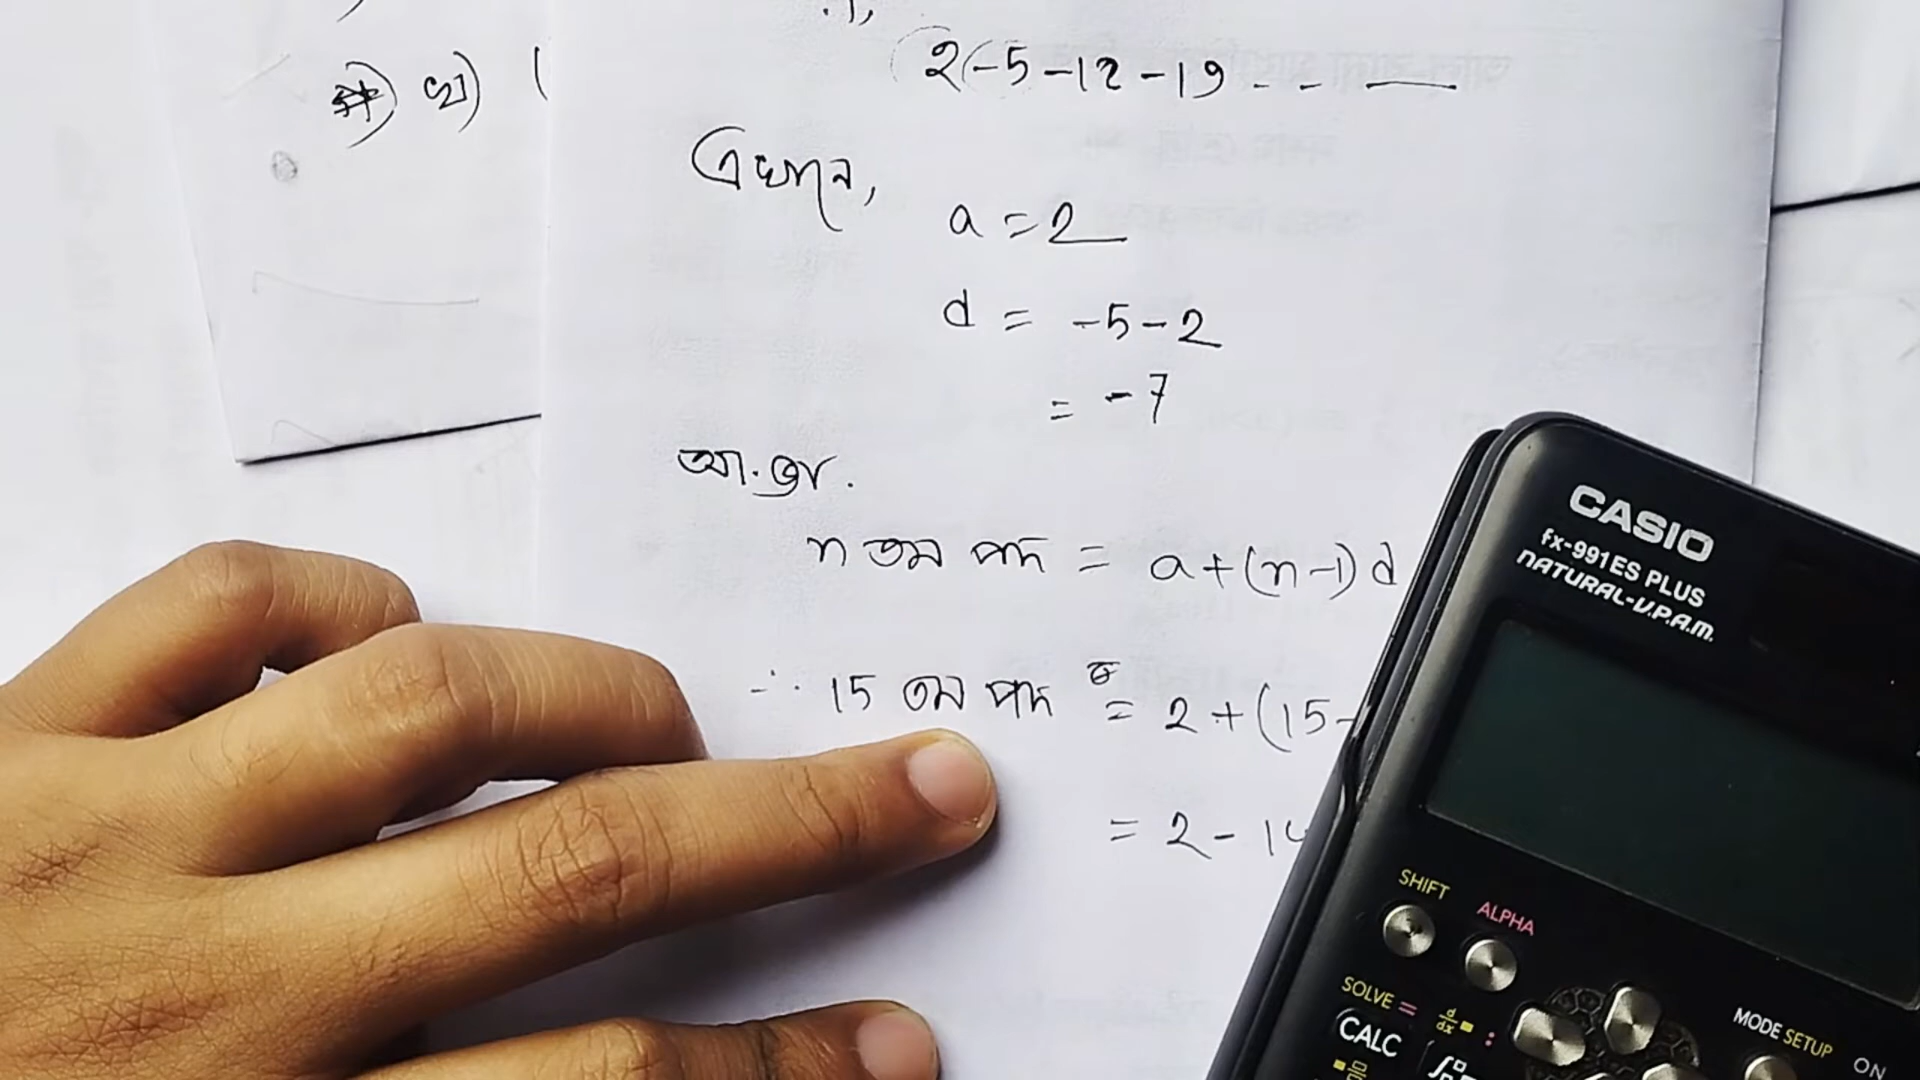 খ)
2-5-12-19 - - —
এখানে,
a = 2
d = -5-2
= -7
আ.জা.
n তম পদ = a+(n-1)d
∴ 15 তম পদ = 2+(15-
= 2-14
CASIO
fx-991ES PLUS
NATURAL-V.P.A.M.
SHIFT
ALPHA
SOLVE =
d/dx
:
CALC
MODE SETUP
ON